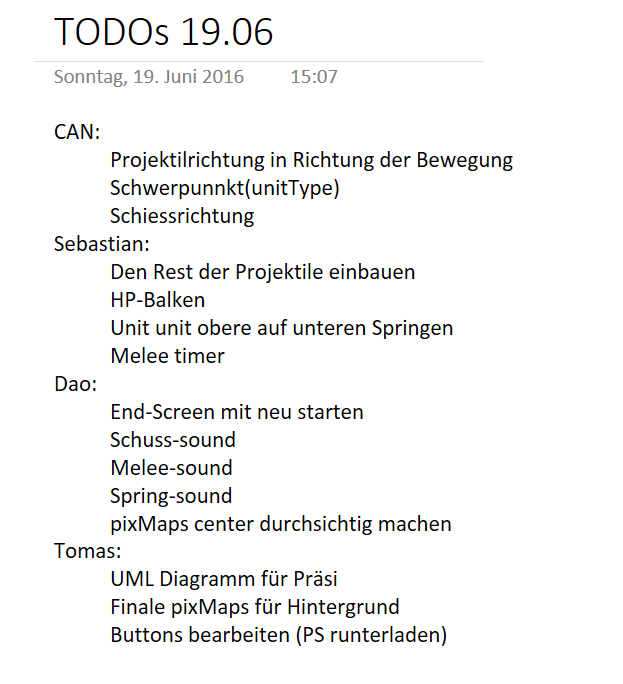 TODOs 19.06
Sonntag, 19. Juni 2016 15:07
CAN:
Projektilrichtung in Richtung der Bewegung
Schwerpunnkt(unitType)
Schiessrichtung
Sebastian:
Den Rest der Projektile einbauen
HP-Balken
Unit unit obere auf unteren Springen
Melee timer
Dao:
End-Screen mit neu starten
Schuss-sound
Melee-sound
Spring-sound
pixMaps center durchsichtig machen
Tomas:
UML Diagramm für Präsi
Finale pixMaps für Hintergrund
Buttons bearbeiten (PS runterladen)